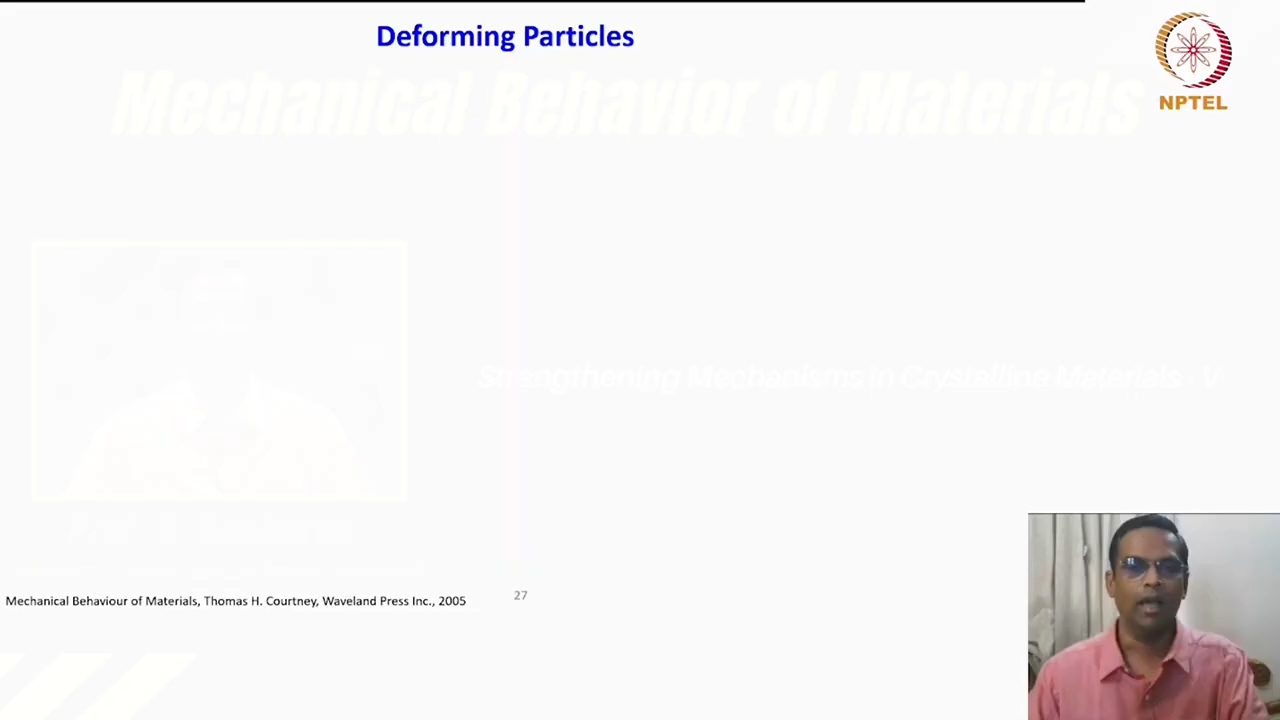 Deforming Particles
NPTEL
Mechanical Behavior of Materials
Strengthening Mechanisms in Crystalline Materials - V
Mechanical Behaviour of Materials, Thomas H. Courtney, Waveland Press Inc., 2005
27